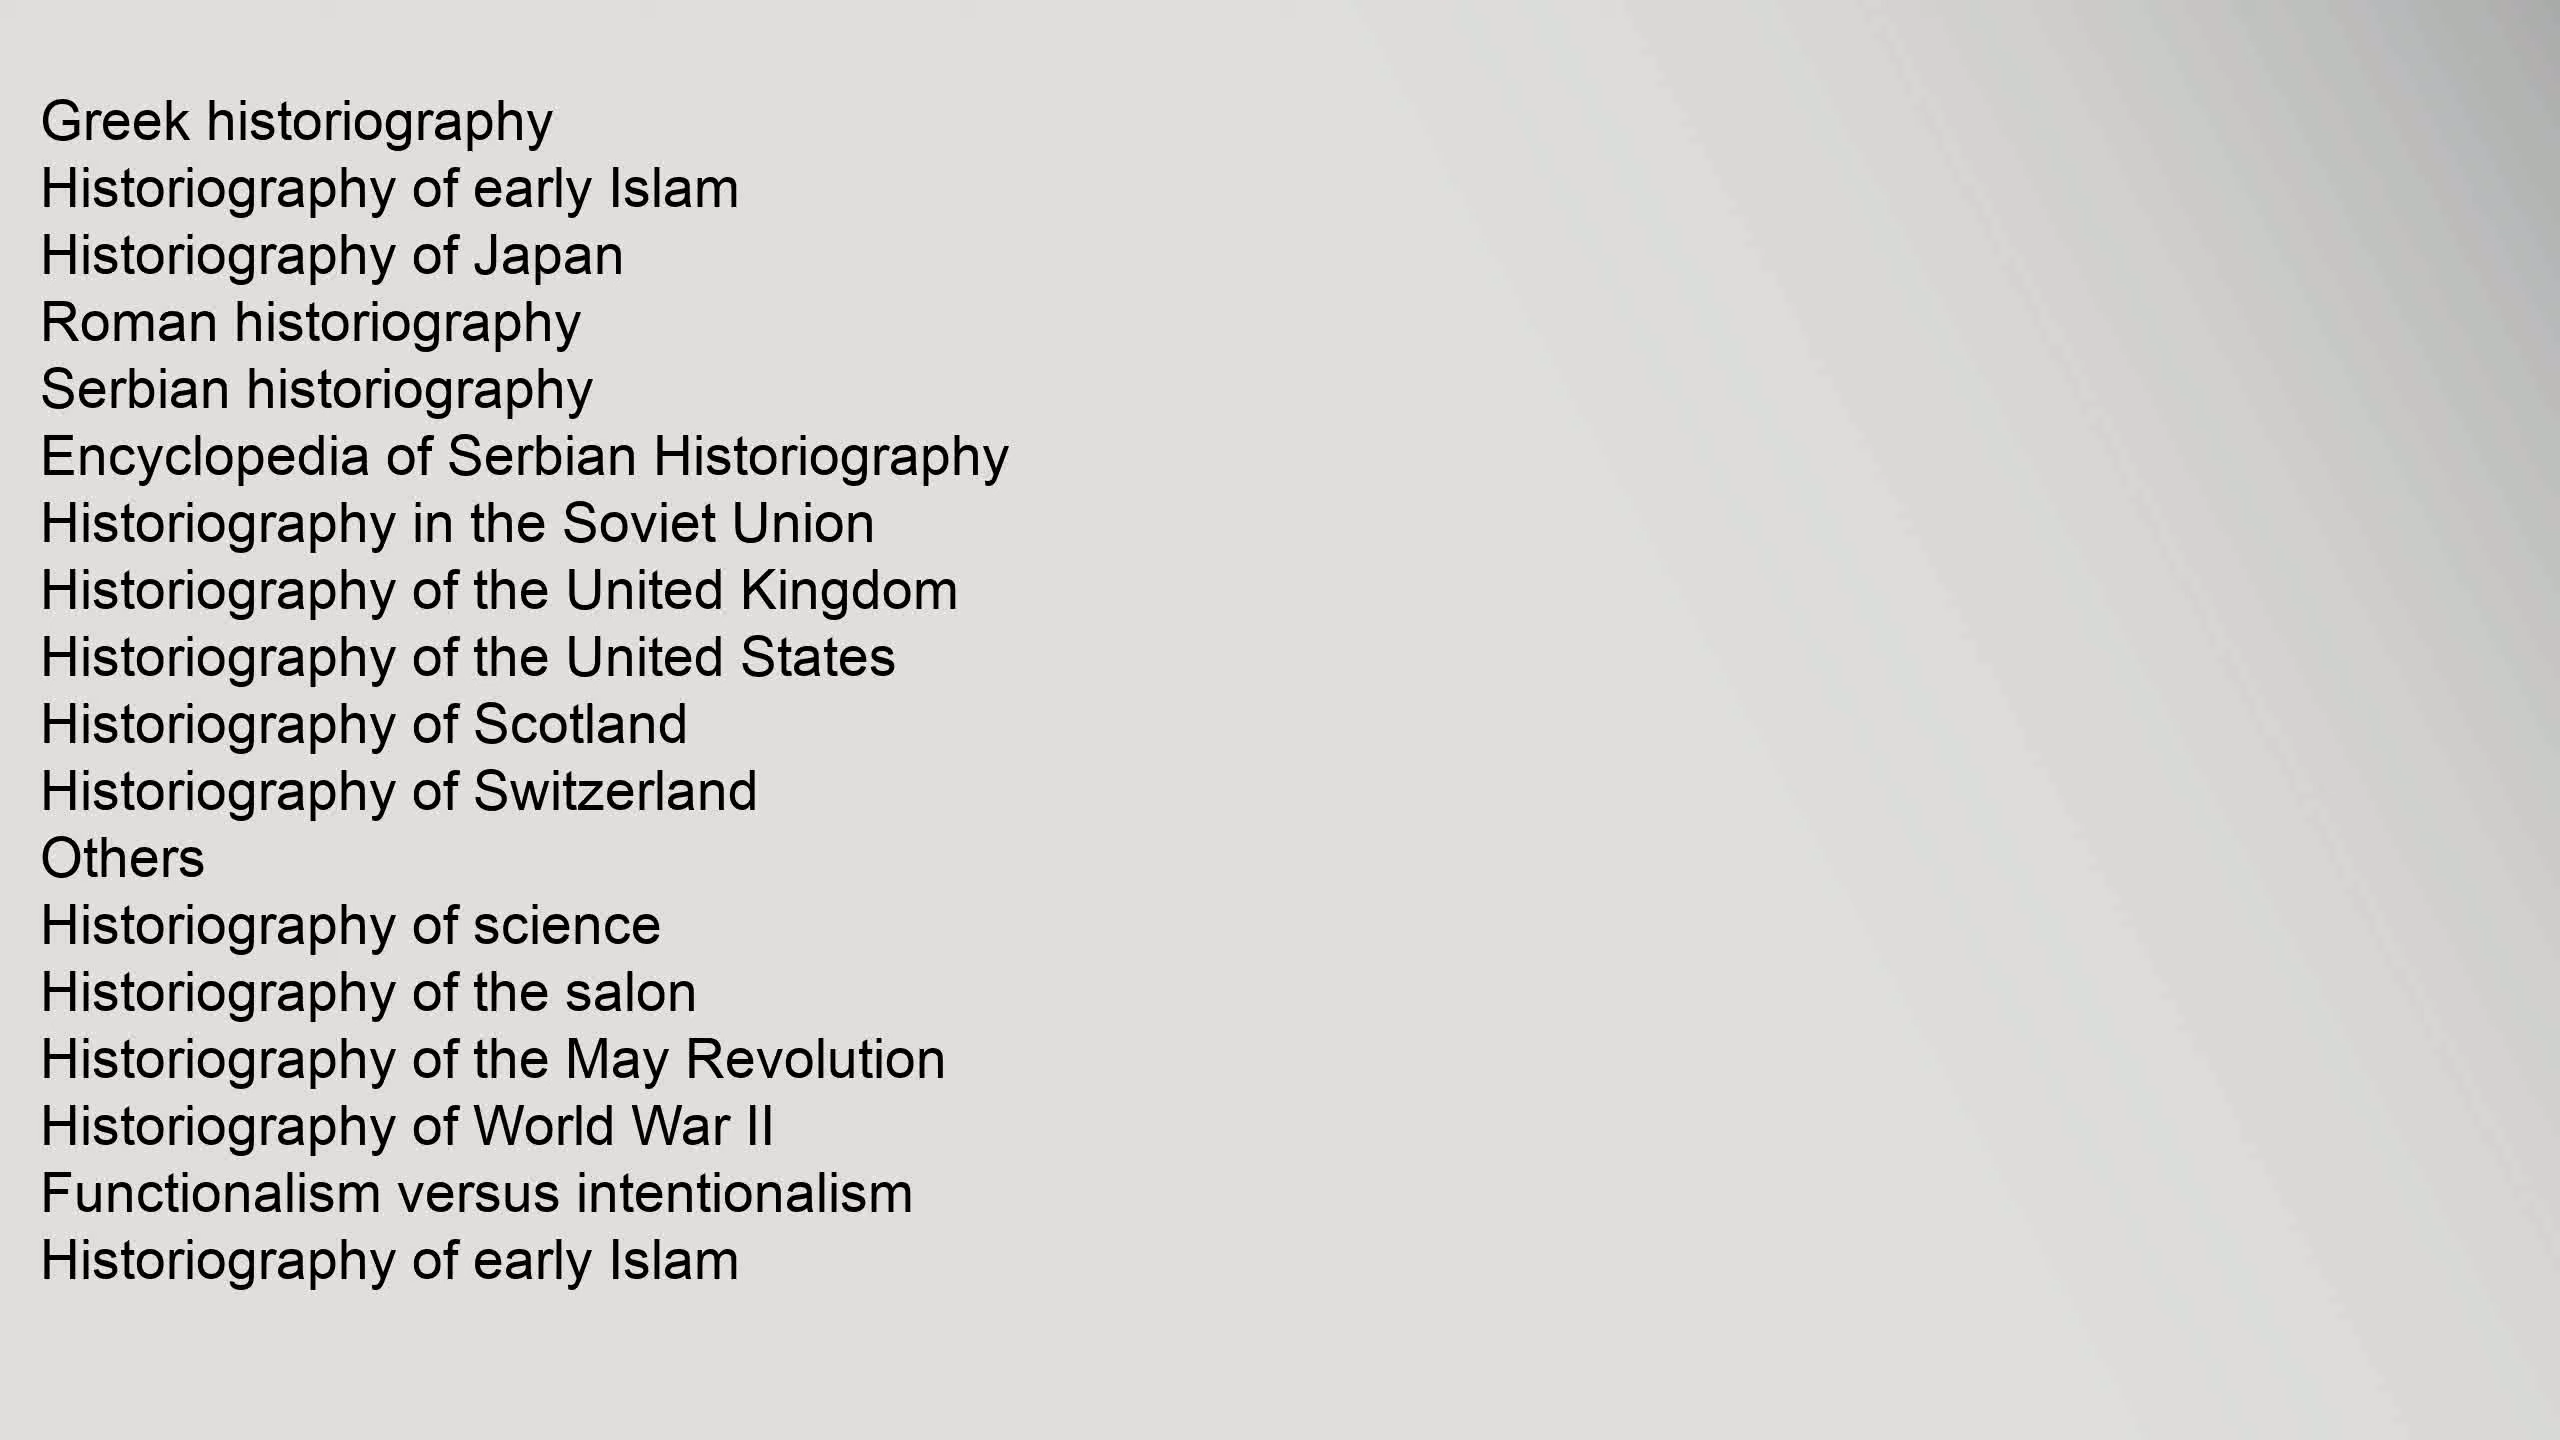 Greek historiography
Historiography of early Islam
Historiography of Japan
Roman historiography
Serbian historiography
Encyclopedia of Serbian Historiography
Historiography in the Soviet Union
Historiography of the United Kingdom
Historiography of the United States
Historiography of Scotland
Historiography of Switzerland
Others
Historiography of science
Historiography of the salon
Historiography of the May Revolution
Historiography of World War II
Functionalism versus intentionalism
Historiography of early Islam